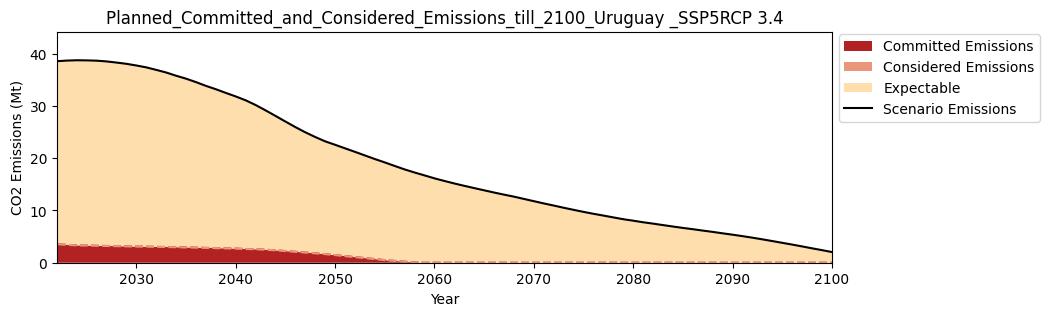 Planned_Committed_and_Considered_Emissions_till_2100_Uruguay _SSP5RCP 3.4
CO2 Emissions (Mt)
40
30
20
10
0
2030 2040 2050 2060 2070 2080 2090 2100
Year
Committed Emissions
Considered Emissions
Expectable
Scenario Emissions